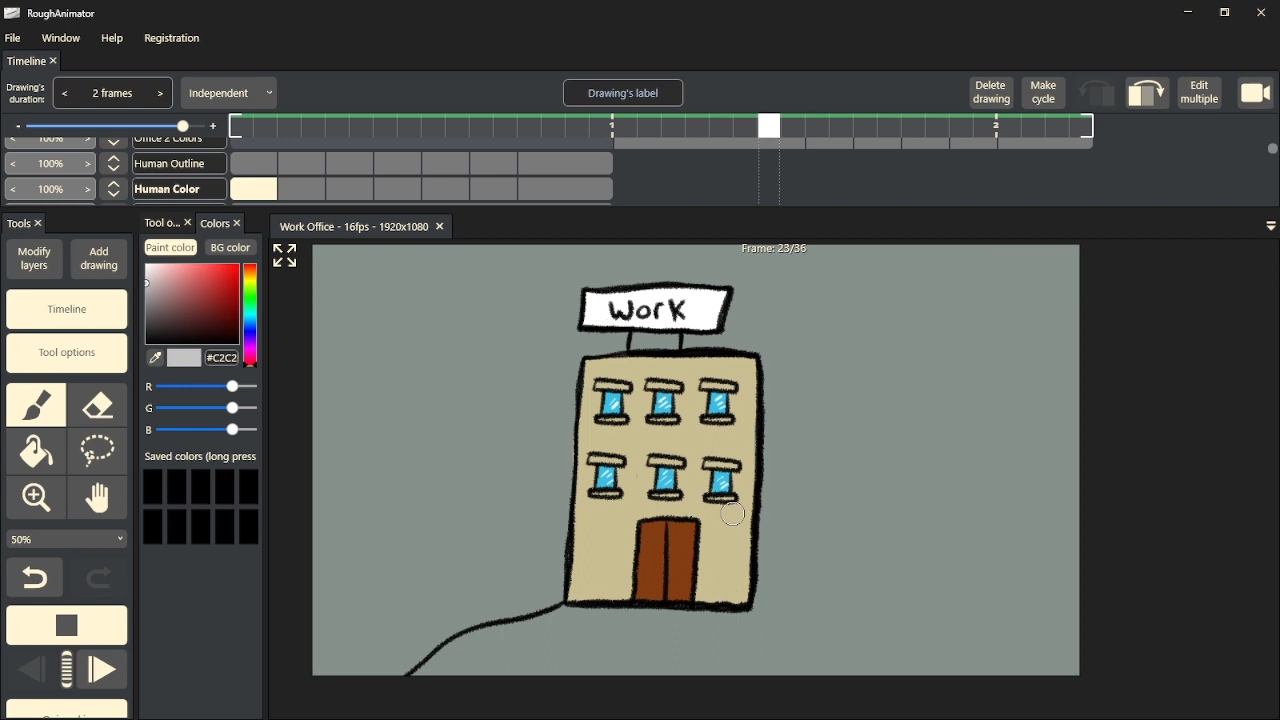 RoughAnimator
File Window Help Registration
Timeline
Drawing's duration: < 2 frames > Independent Drawing's label Delete drawing Make cycle Edit multiple
- + 1 2
< 100% > Office 2 Colors
< 100% > Human Outline
< 100% > Human Color
Tools Tool o... Colors Work Office - 16fps - 1920x1080
Modify layers Add drawing Paint color BG color
Frame: 23/36
Timeline
Work
Tool options
#C2C2
R
G
B
Saved colors (long press
50%